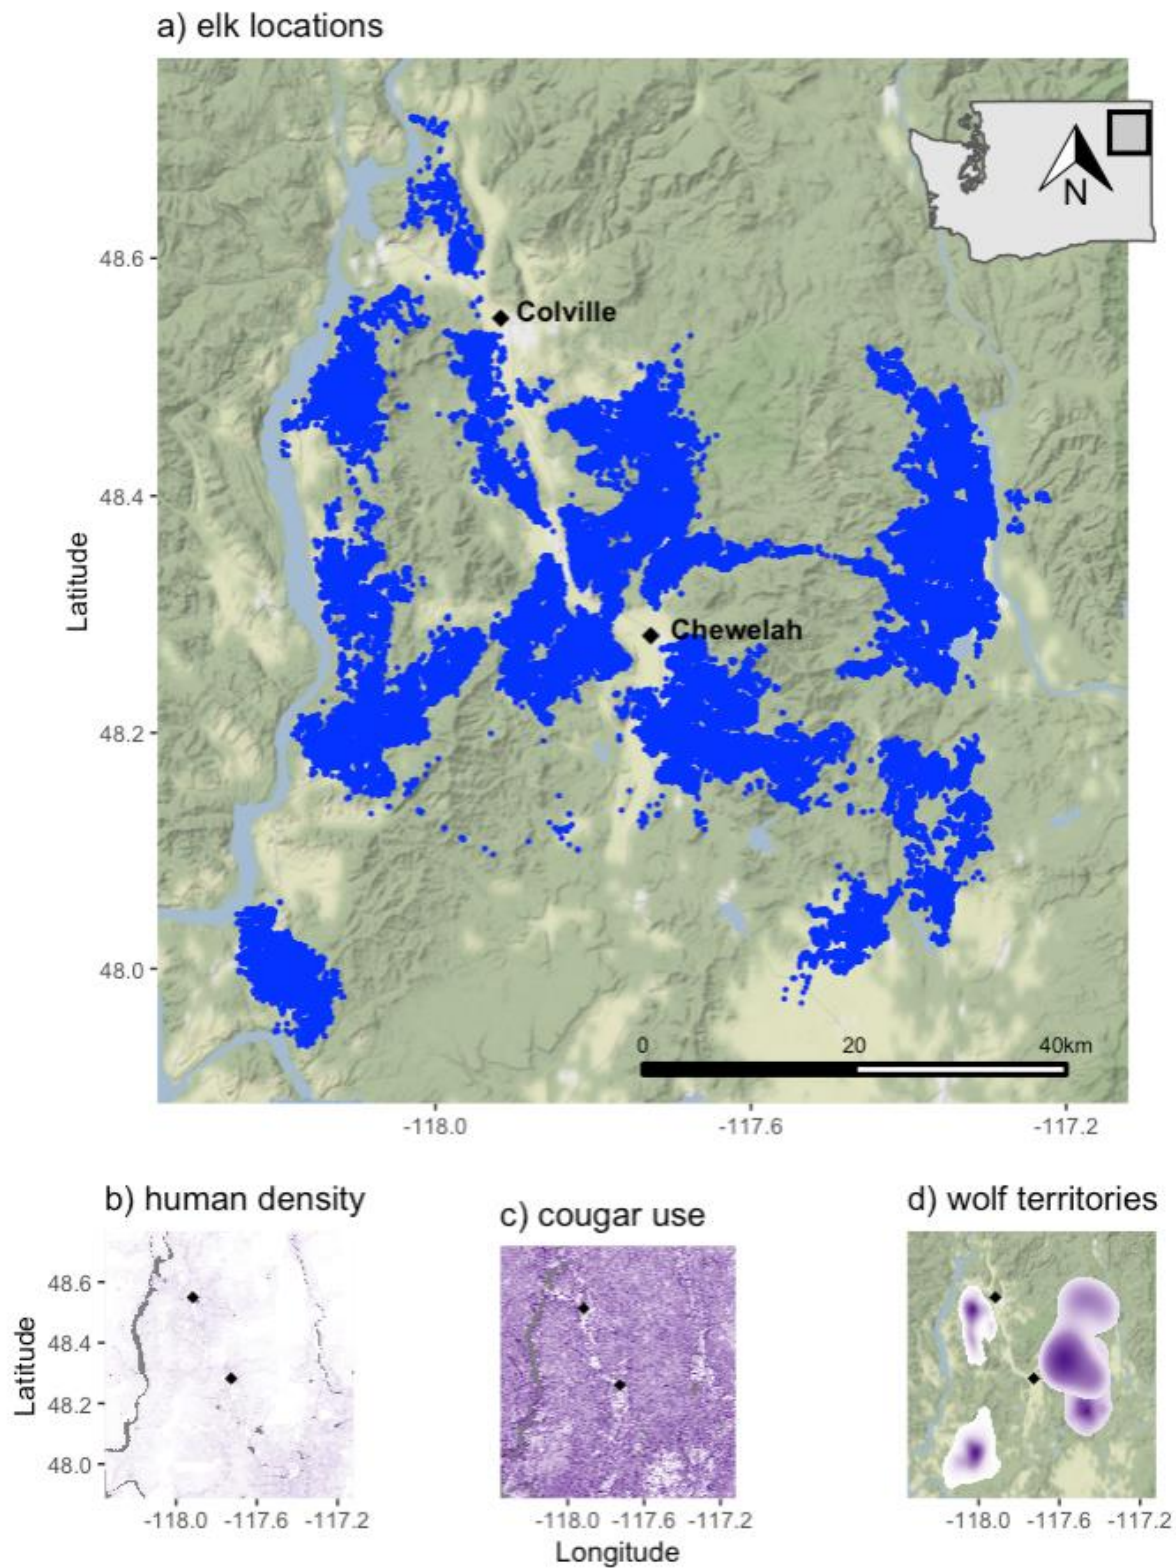 a) elk locations
N
48.6
Colville
48.4
Latitude
Chewelah
48.2
48.0
0 20 40km
-118.0 -117.6 -117.2
b) human density
c) cougar use
d) wolf territories
48.6
48.4
Latitude
48.2
48.0
-118.0 -117.6 -117.2
-118.0 -117.6 -117.2
-118.0 -117.6 -117.2
Longitude